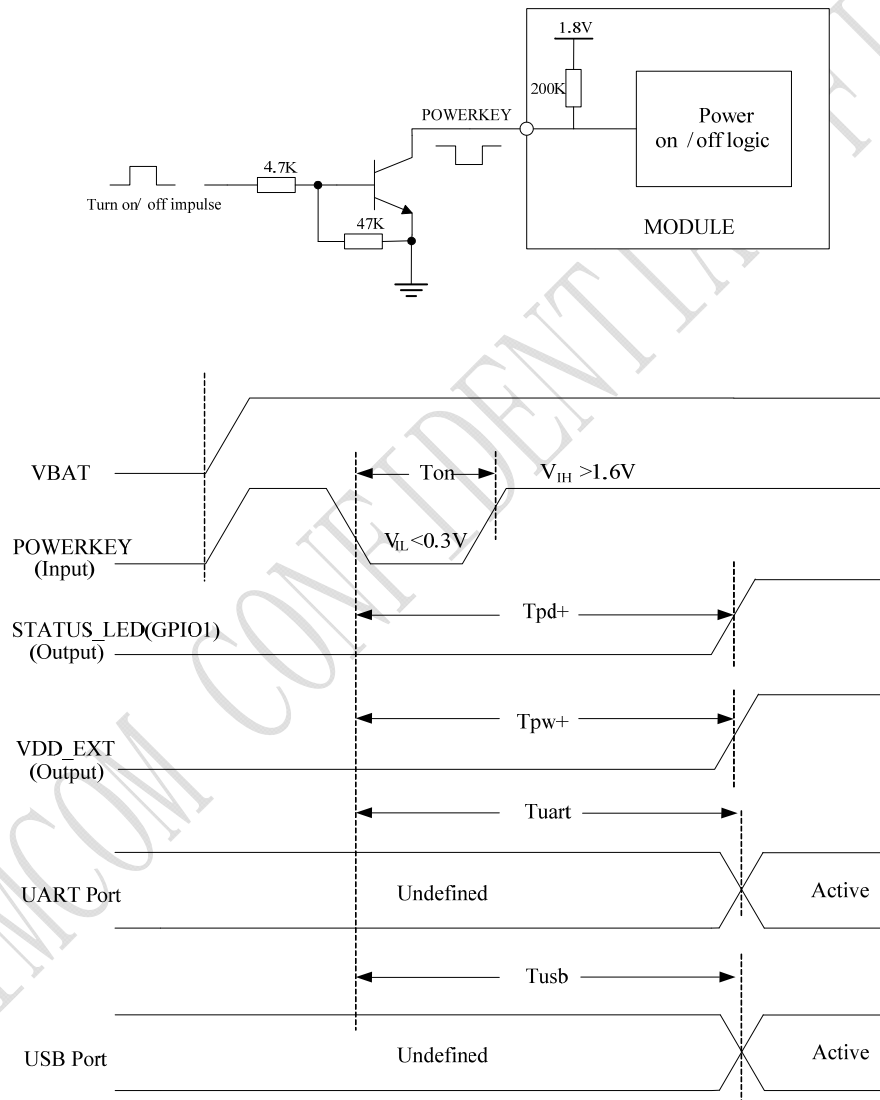 1.8V
200K
POWERKEY
Power
on / off logic
4.7K
Turn on/ off impulse
47K
MODULE
VBAT
Ton
VIH >1.6V
POWERKEY
(Input)
VIL<0.3V
Tpd+
STATUS_LED(GPIO1)
(Output)
Tpw+
VDD_EXT
(Output)
Tuart
UART Port
Undefined
Active
Tusb
USB Port
Undefined
Active
MCOM CONFIDENTIAL